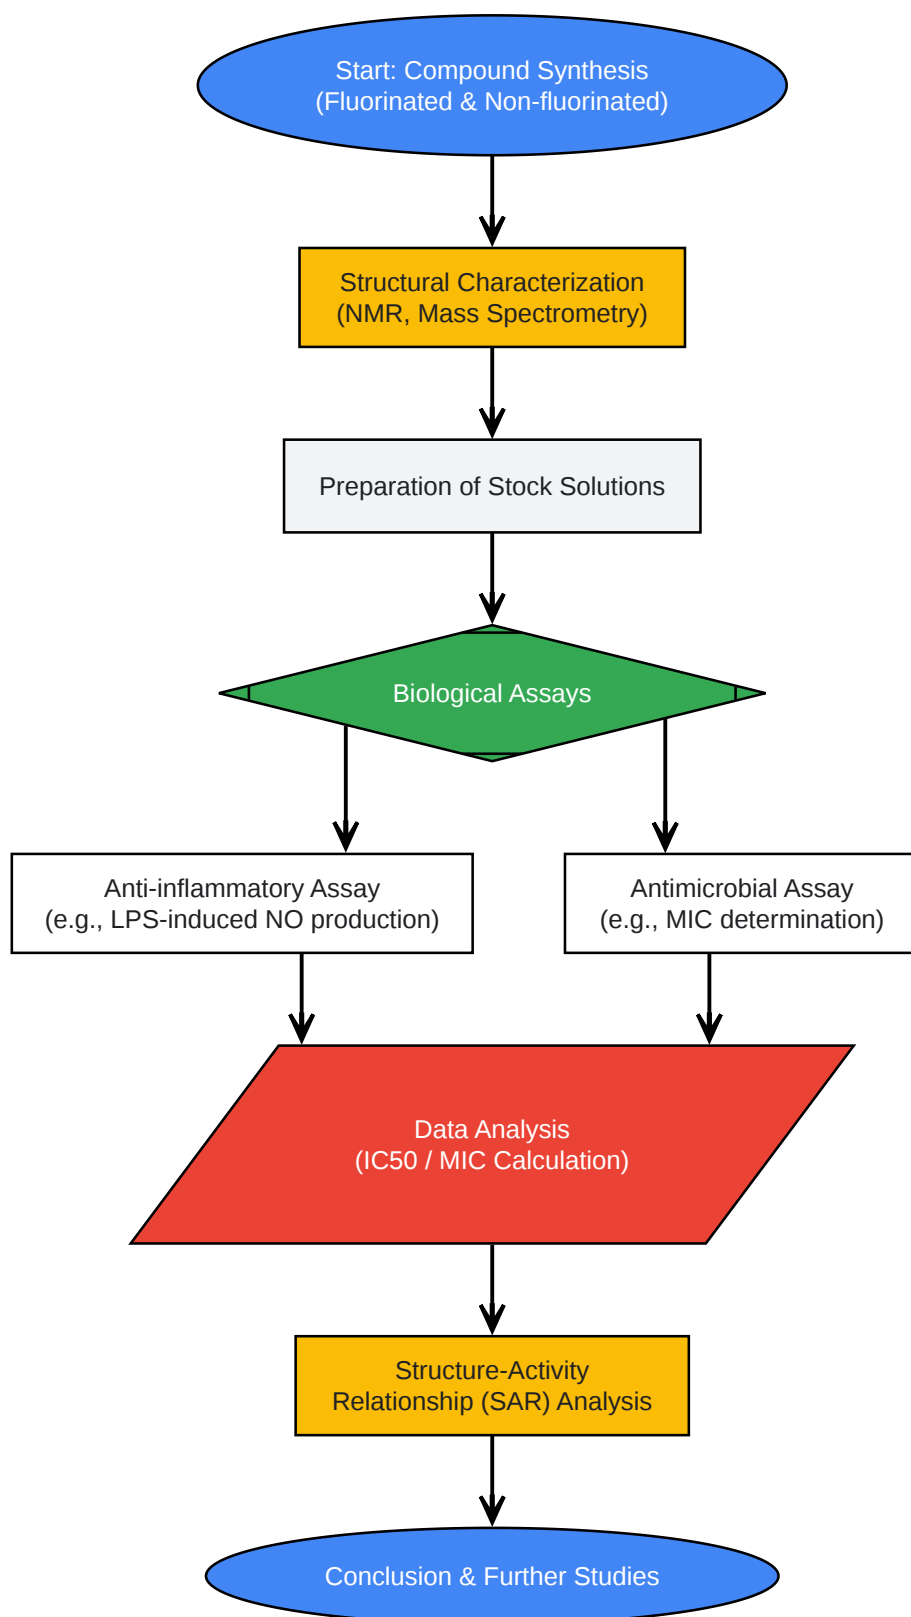 Start: Compound Synthesis
(Fluorinated & Non-fluorinated)
Structural Characterization
(NMR, Mass Spectrometry)
Preparation of Stock Solutions
Biological Assays
Anti-inflammatory Assay
(e.g., LPS-induced NO production)
Antimicrobial Assay
(e.g., MIC determination)
Data Analysis
(IC50 / MIC Calculation)
Structure-Activity
Relationship (SAR) Analysis
Conclusion & Further Studies